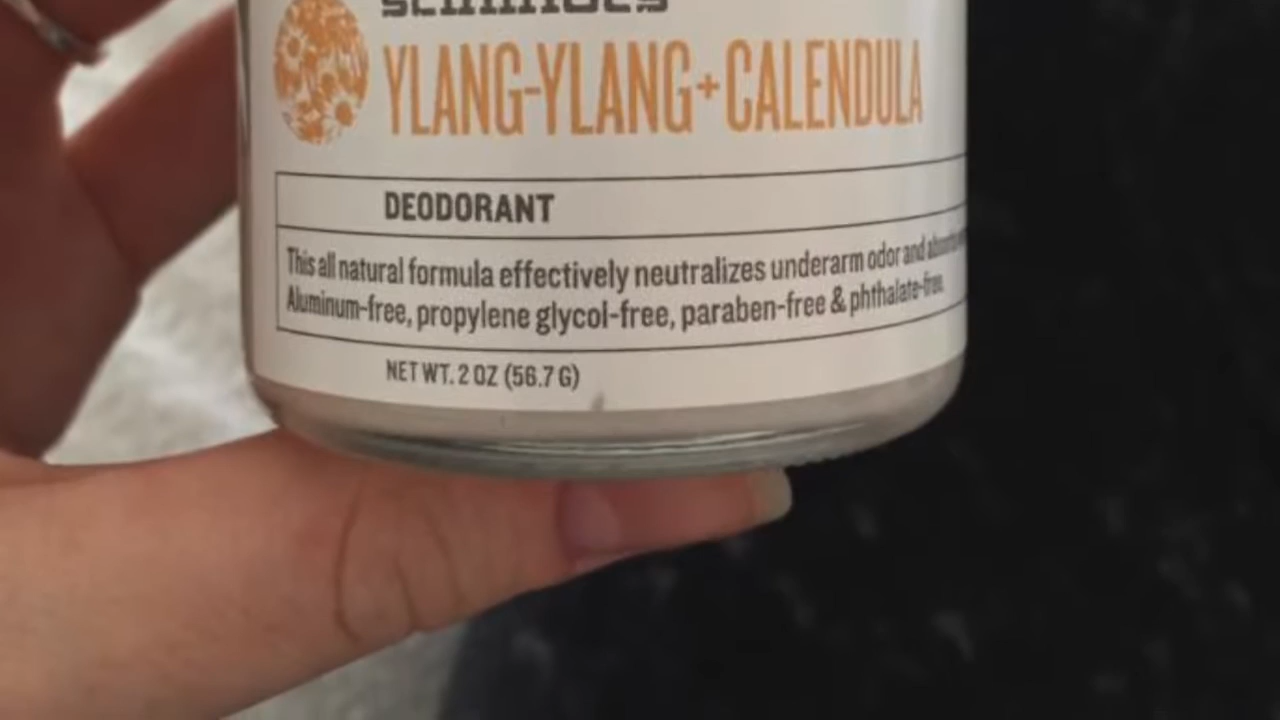 YLANG-YLANG+CALENDULA
DEODORANT
This all natural formula effectively neutralizes underarm odor and
Aluminum-free, propylene glycol-free, paraben-free & phthalate-free.
NET WT. 2 OZ (56.7 G)